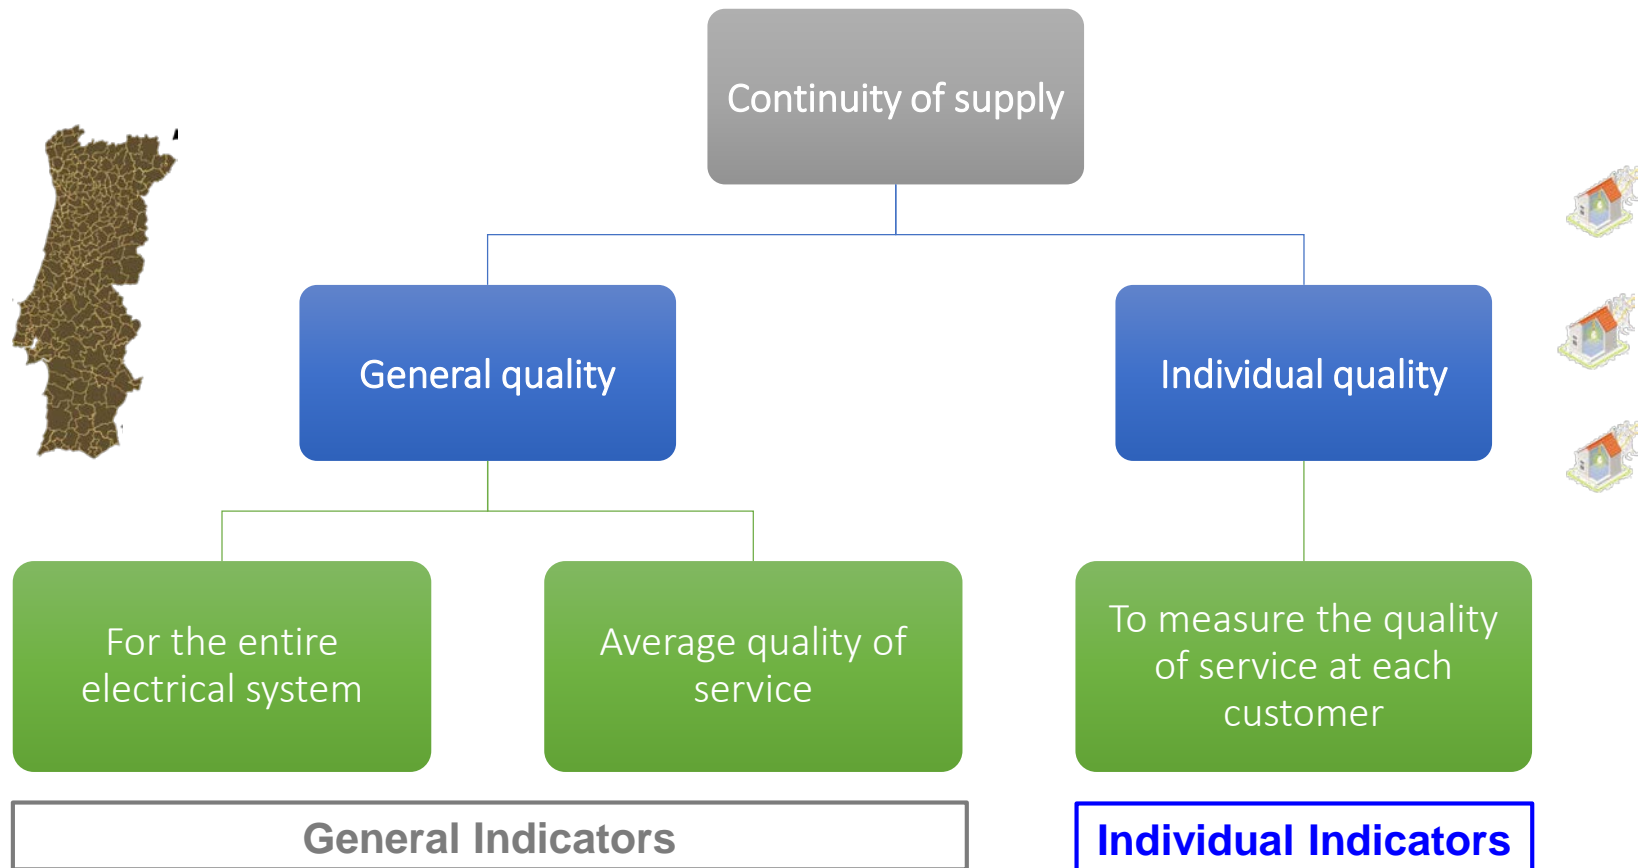 Continuity of supply
General quality
Individual quality
For the entire
electrical system
Average quality of
service
To measure the quality
of service at each
customer
General Indicators
Individual Indicators